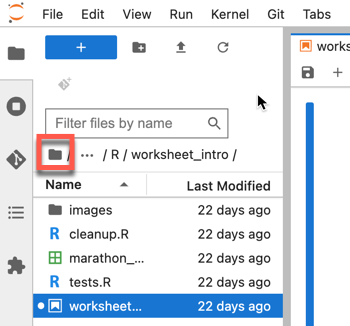 File Edit View Run Kernel Git Tabs
works
Filter files by name
/ ... / R / worksheet_intro /
Name Last Modified
images 22 days ago
R cleanup.R 22 days ago
marathon_... 22 days ago
R tests.R 22 days ago
worksheet... 22 days ago